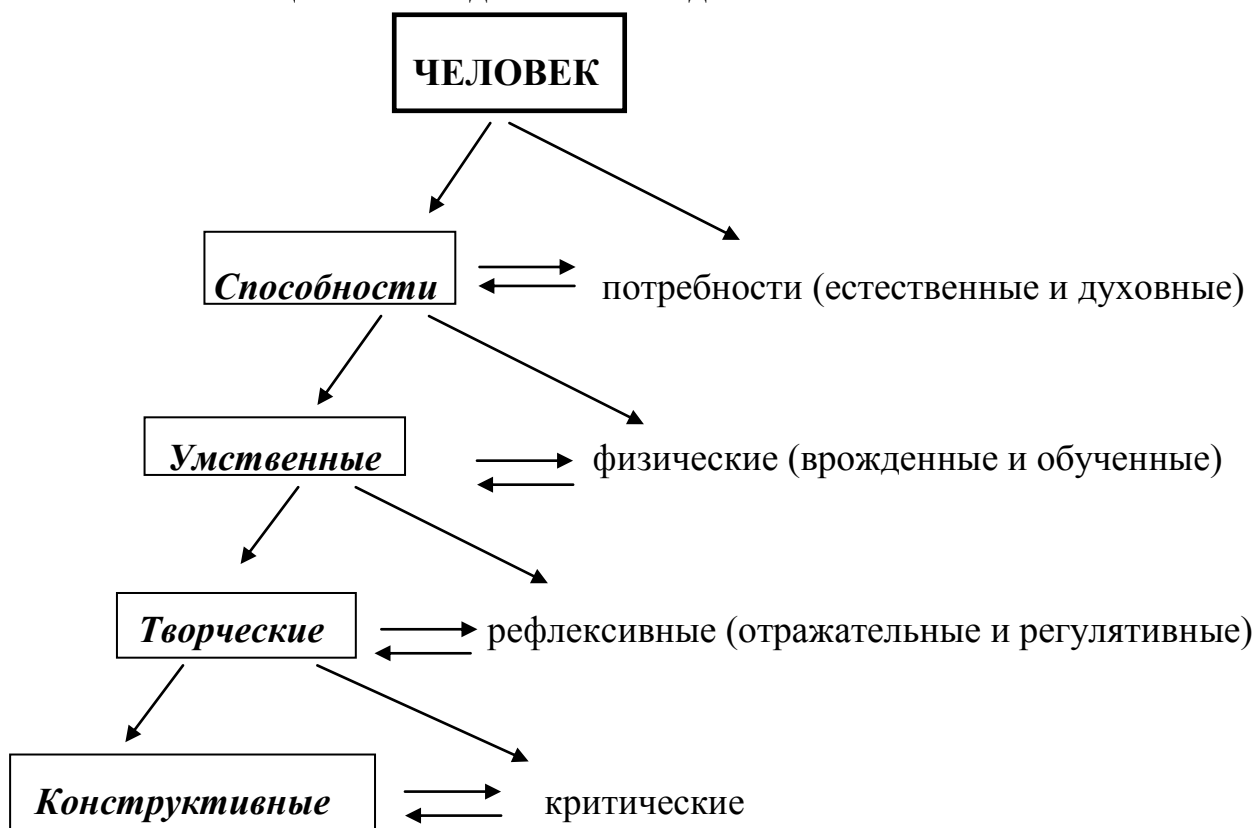 ЧЕЛОВЕК
Способности потребности (естественные и духовные)
Умственные физические (врожденные и обученные)
Творческие рефлексивные (отражательные и регулятивные)
Конструктивные критические